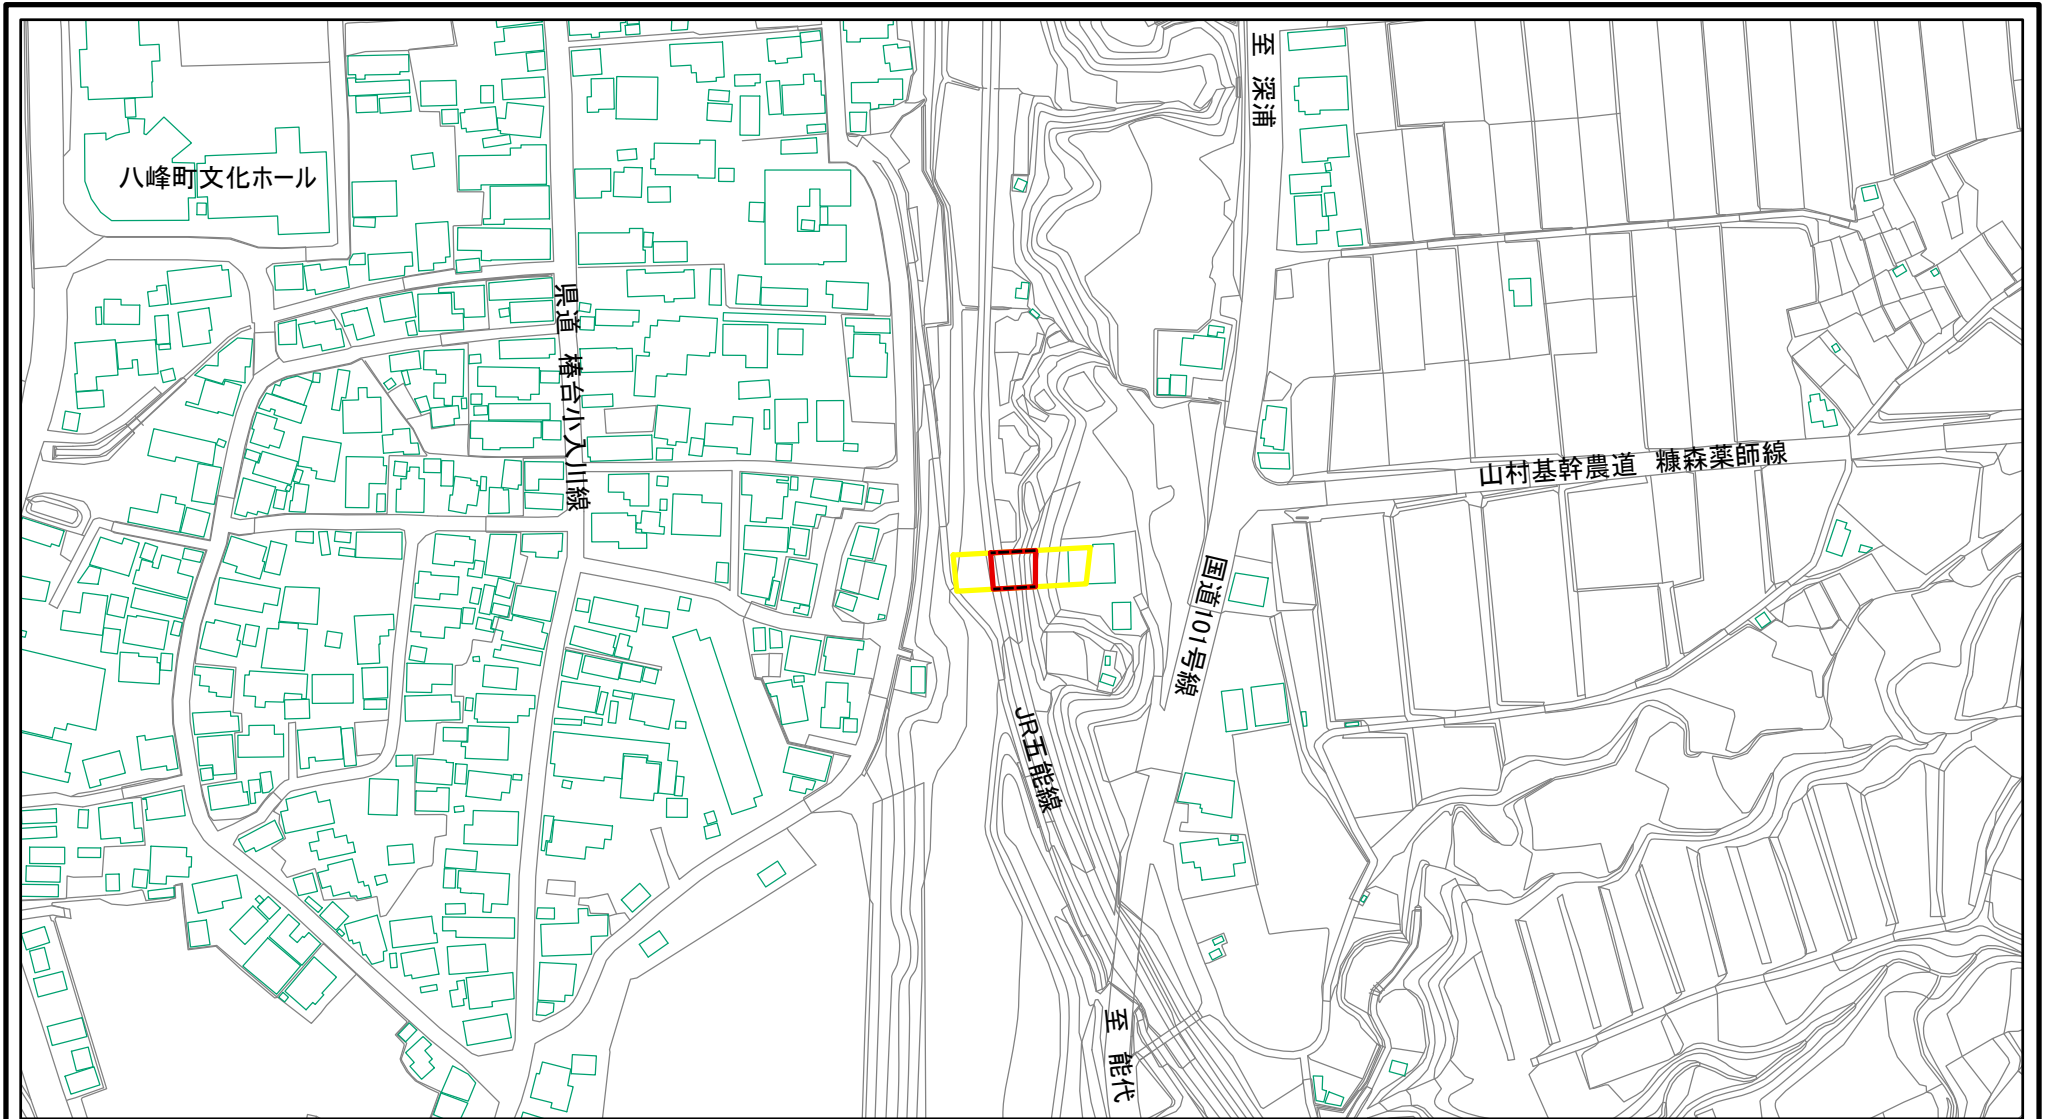 至 深浦
八峰町文化ホール
県道 椿台小入川線
山村基幹農道 糠森薬師線
国道101号線
JR五能線
至 能代